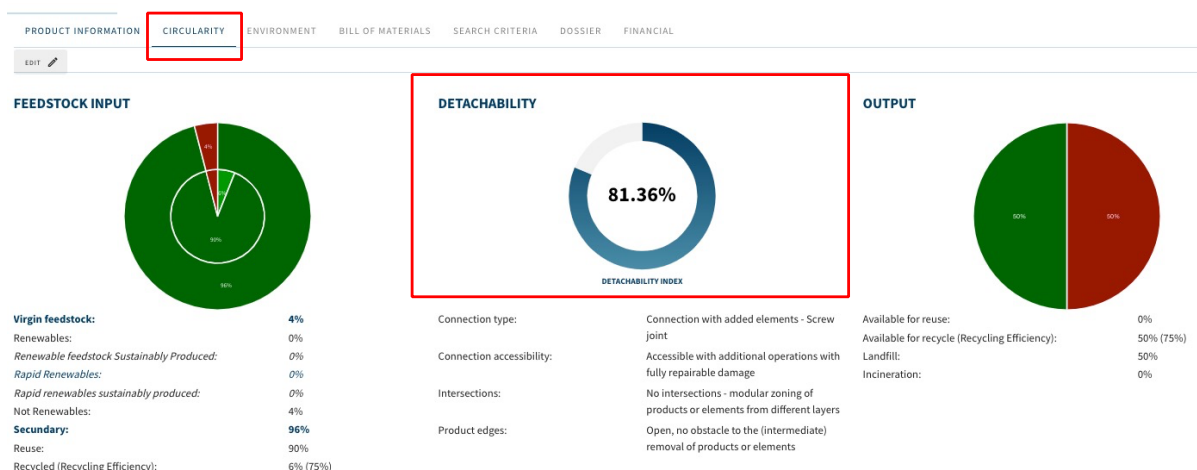 PRODUCT INFORMATION
CIRCULARITY
ENVIRONMENT
BILL OF MATERIALS
SEARCH CRITERIA
DOSSIER
FINANCIAL
EDIT
FEEDSTOCK INPUT
4%
90%
96%
Virgin feedstock: 4%
Renewables: 0%
Renewable feedstock Sustainably Produced: 0%
Rapid Renewables: 0%
Rapid renewables sustainably produced: 0%
Not Renewables: 4%
Secundary: 96%
Reuse: 90%
Recycled (Recycling Efficiency): 6% (75%)
DETACHABILITY
81.36%
DETACHABILITY INDEX
Connection type: Connection with added elements - Screw
joint
Connection accessibility: Accessible with additional operations with
fully repairable damage
Intersections: No intersections - modular zoning of
products or elements from different layers
Product edges: Open, no obstacle to the (intermediate)
removal of products or elements
OUTPUT
50%
50%
Available for reuse: 0%
Available for recycle (Recycling Efficiency): 50% (75%)
Landfill: 50%
Incineration: 0%